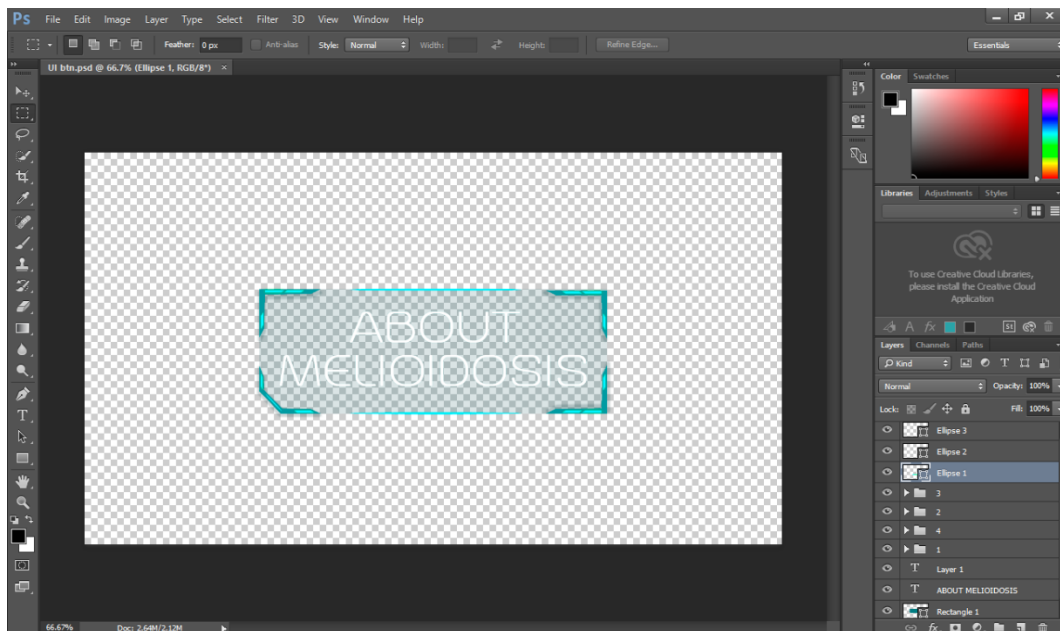 Ps File Edit Image Layer Type Select Filter 3D View Window Help
Feather: 0 px Anti-alias Style: Normal Width: Height: Refine Edge... Essentials
UI btn.psd @ 66.7% (Ellipse 1, RGB/8*) ×
Color Swatches
Libraries Adjustments Styles
To use Creative Cloud Libraries,
please install the Creative Cloud
Application
A fx St
ABOUT
MELIOIDOSIS
Layers Channels Paths
Kind T
Normal Opacity: 100%
Lock: Fill: 100%
Ellipse 3
Ellipse 2
Ellipse 1
3
2
4
1
T Layer 1
T ABOUT MELIOIDOSIS
Rectangle 1
fx
66.67% Doc: 2.64M/2.12M